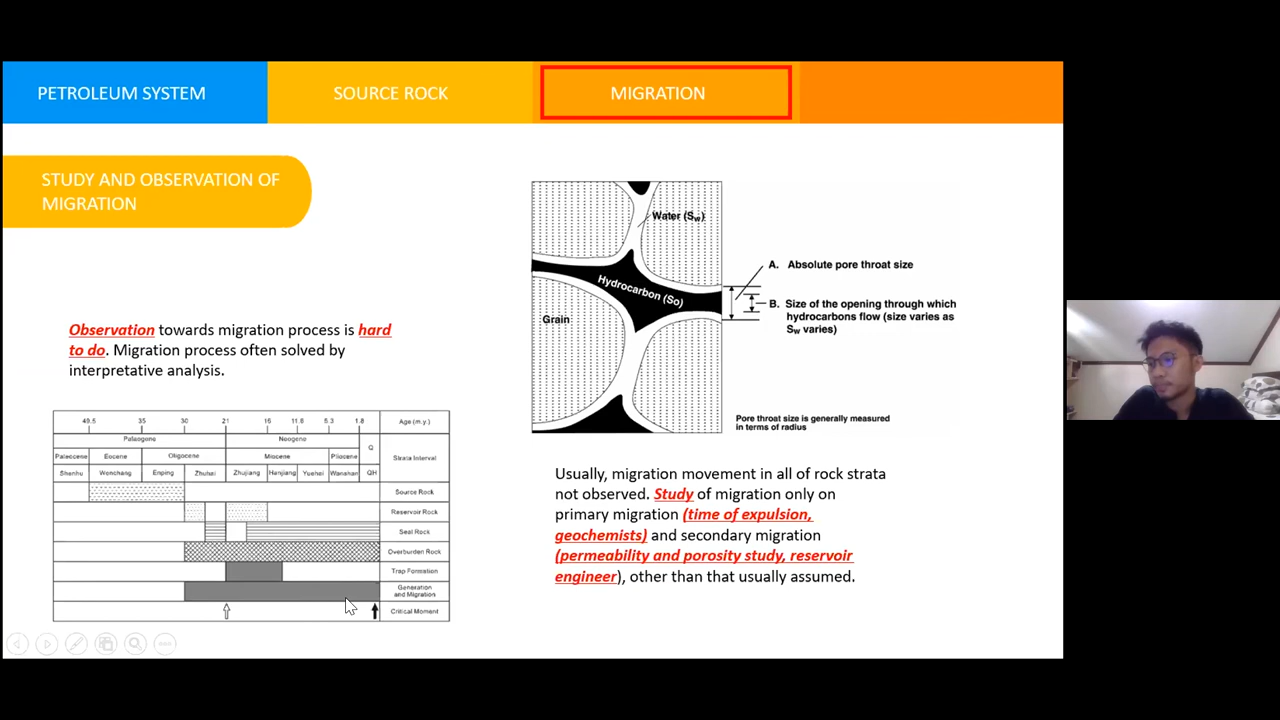 PETROLEUM SYSTEM
SOURCE ROCK
MIGRATION
STUDY AND OBSERVATION OF
MIGRATION
Observation towards migration process is hard
to do. Migration process often solved by
interpretative analysis.
49.5 35 30 21 16 11.6 5.3 1.8 Age (m.y.)
Palaogene Neogene Q Strata Interval
Paleocene Eocene Oligocene Miocene Pliocene
Shenhu Wenchang Enping Zhuhai Zhujiang Hanjiang Yuehai Wanshan QH
Source Rock
Reservoir Rock
Seal Rock
Overburden Rock
Trap Formation
Generation
and Migration
Critical Moment
Water (Sw)
Hydrocarbon (So)
Grain
A. Absolute pore throat size
B. Size of the opening through which
hydrocarbons flow (size varies as
Sw varies)
Pore throat size is generally measured
in terms of radius
Usually, migration movement in all of rock strata
not observed. Study of migration only on
primary migration (time of expulsion,
geochemists) and secondary migration
(permeability and porosity study, reservoir
engineer), other than that usually assumed.